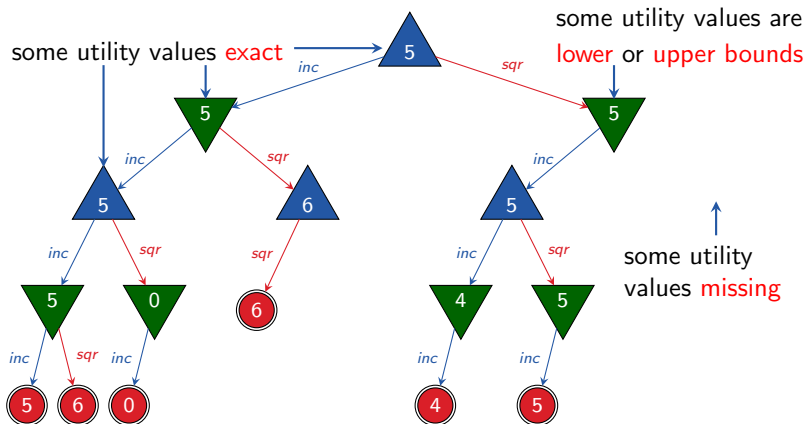 some utility values are
some utility values exact
lower or upper bounds
5
inc
sqr
5
5
inc
sqr
inc
5
6
5
inc
sqr
sqr
inc
sqr
some utility
values missing
5
0
6
4
5
inc
sqr
inc
inc
inc
5
6
0
4
5